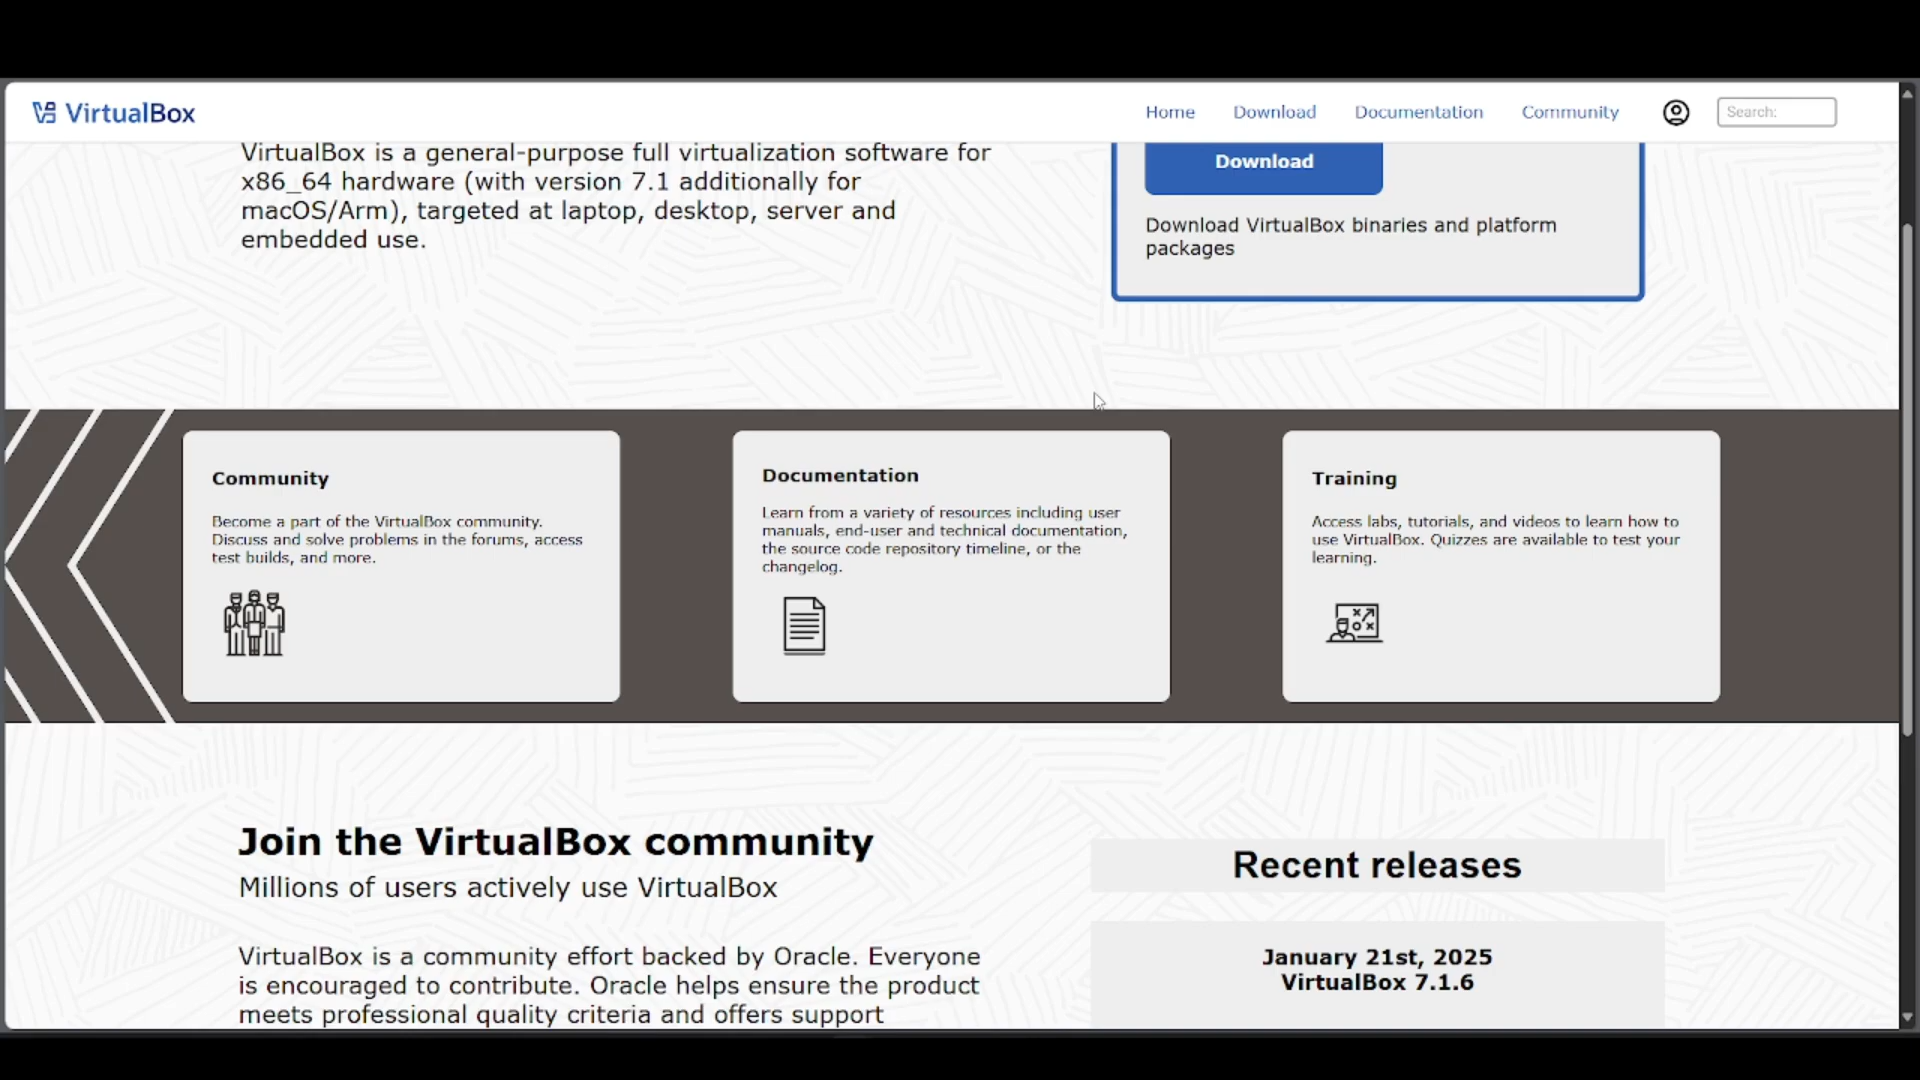 VirtualBox
Home Download Documentation Community Search:
VirtualBox is a general-purpose full virtualization software for
x86_64 hardware (with version 7.1 additionally for
macOS/Arm), targeted at laptop, desktop, server and
embedded use.
Download
Download VirtualBox binaries and platform
packages
Community
Become a part of the VirtualBox community.
Discuss and solve problems in the forums, access
test builds, and more.
Documentation
Learn from a variety of resources including user
manuals, end-user and technical documentation,
the source code repository timeline, or the
changelog.
Training
Access labs, tutorials, and videos to learn how to
use VirtualBox. Quizzes are available to test your
learning.
Join the VirtualBox community
Millions of users actively use VirtualBox
VirtualBox is a community effort backed by Oracle. Everyone
is encouraged to contribute. Oracle helps ensure the product
meets professional quality criteria and offers support
Recent releases
January 21st, 2025
VirtualBox 7.1.6